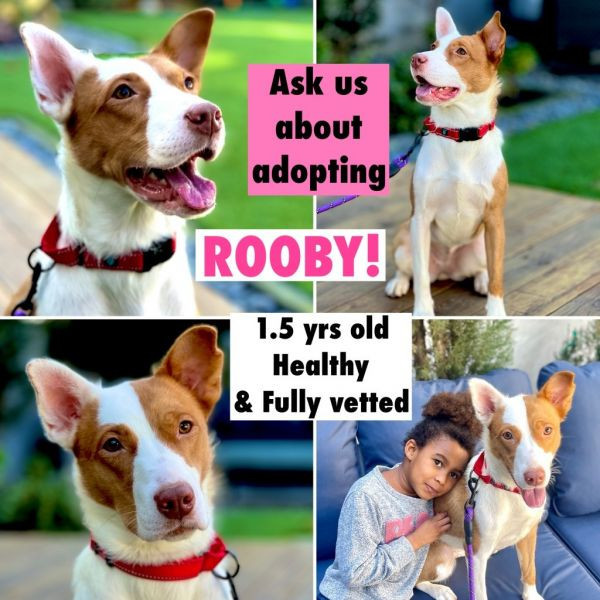 Ask us
about
adopting
ROOBY!
1.5 yrs old
Healthy
& Fully vetted